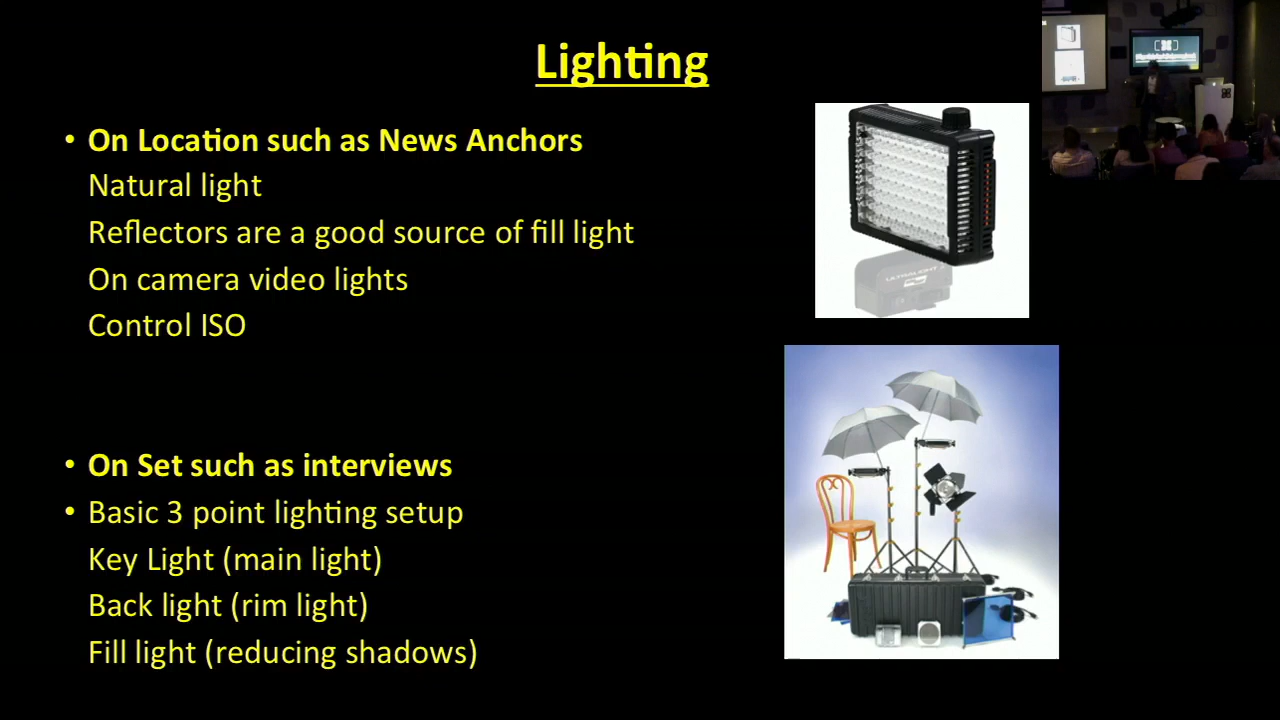 Lighting
• On Location such as News Anchors
Natural light
Reflectors are a good source of fill light
On camera video lights
Control ISO
• On Set such as interviews
• Basic 3 point lighting setup
Key Light (main light)
Back light (rim light)
Fill light (reducing shadows)
ULTRALIGHT